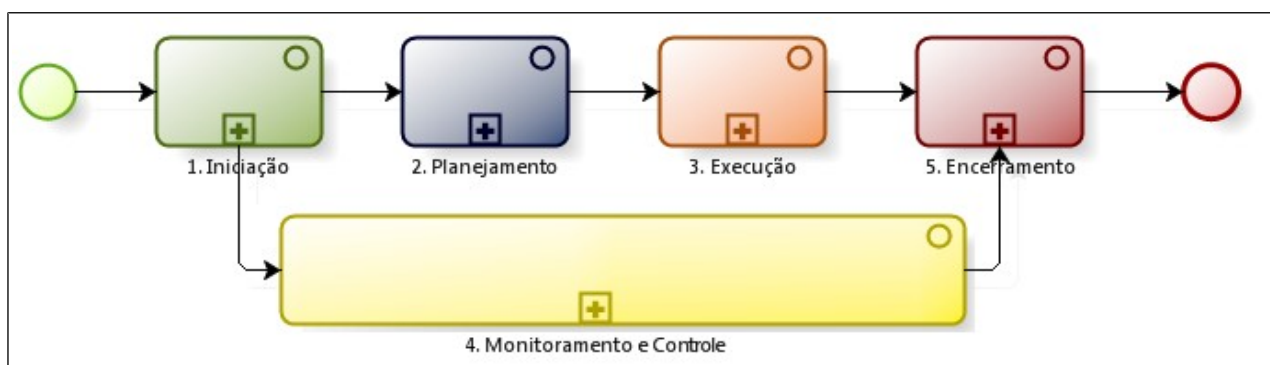 1. Iniciação
2. Planejamento
3. Execução
5. Encerramento
4. Monitoramento e Controle